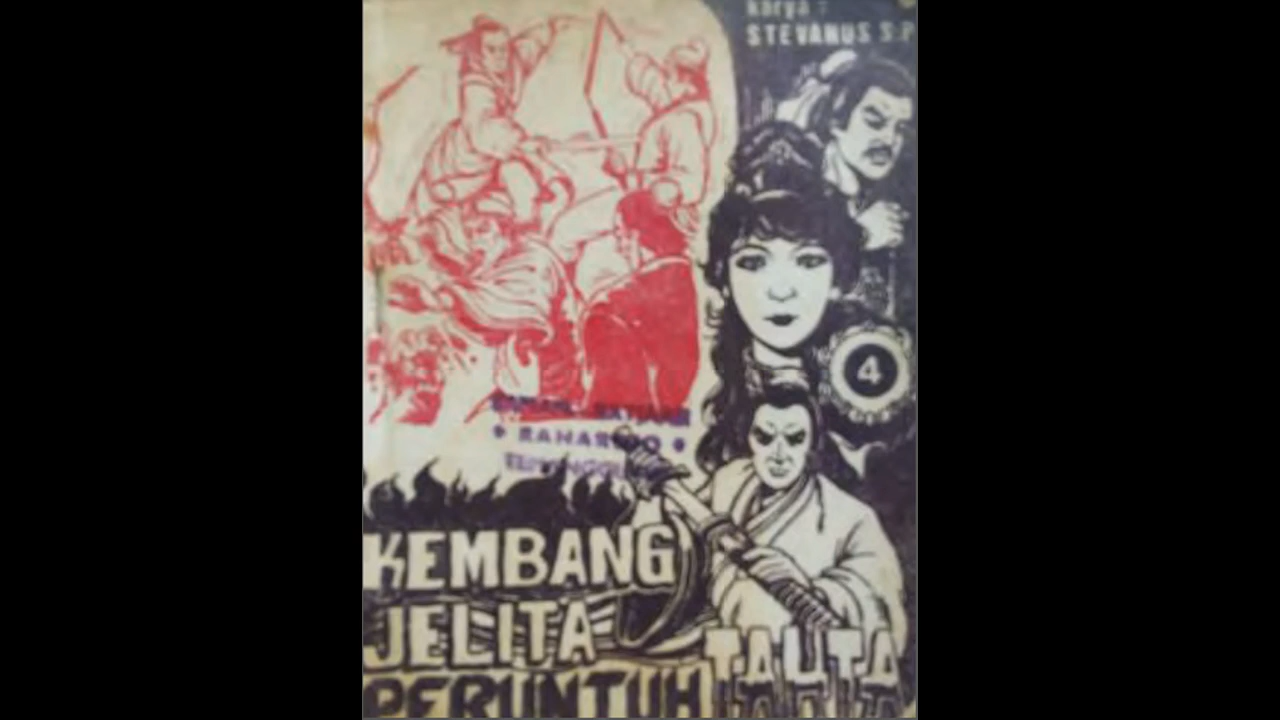 karya :
STEVANUS S.P
4
RAHARDJO
KEMBANG
JELITA
PERUNTUH TAHTA